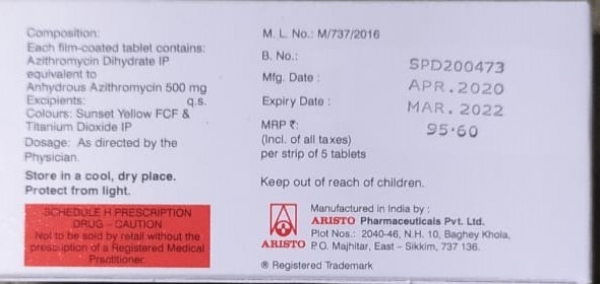 Composition:
Each film-coated tablet contains:
Azithromycin Dihydrate IP
equivalent to
Anhydrous Azithromycin 500 mg
Excipients: q.s.
Colours: Sunset Yellow FCF &
Titanium Dioxide IP
Dosage: As directed by the
Physician.
Store in a cool, dry place.
Protect from light.
SCHEDULE H PRESCRIPTION
DRUG - CAUTION
Not to be sold by retail without the
prescription of a Registered Medical
Practitioner
M. L. No.: M/737/2016
B. No.: SPD200473
Mfg. Date : APR.2020
Expiry Date : MAR.2022
MRP ₹: 95.60
(Incl. of all taxes)
per strip of 5 tablets
Keep out of reach of children.
Manufactured in India by :
ARISTO Pharmaceuticals Pvt. Ltd.
Plot Nos.: 2040-46, N.H. 10, Baghey Khola,
P.O. Majhitar, East - Sikkim, 737 136.
ARISTO
® Registered Trademark